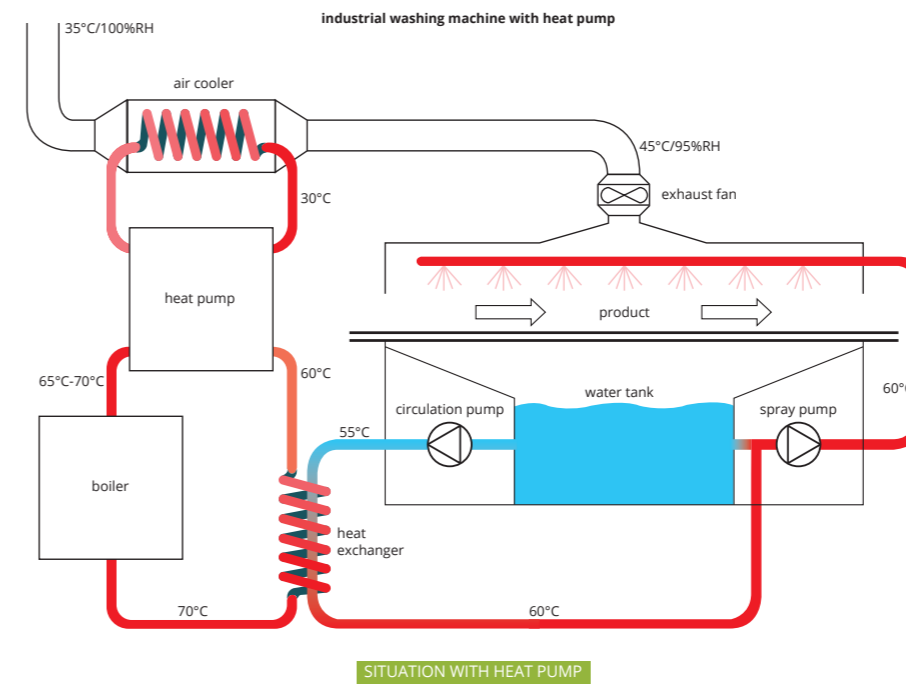 industrial washing machine with heat pump
35°C/100%RH
air cooler
45°C/95%RH
exhaust fan
30°C
heat pump
product
65°C-70°C
60°C
water tank
60°
circulation pump
spray pump
55°C
boiler
heat
exchanger
70°C
60°C
SITUATION WITH HEAT PUMP